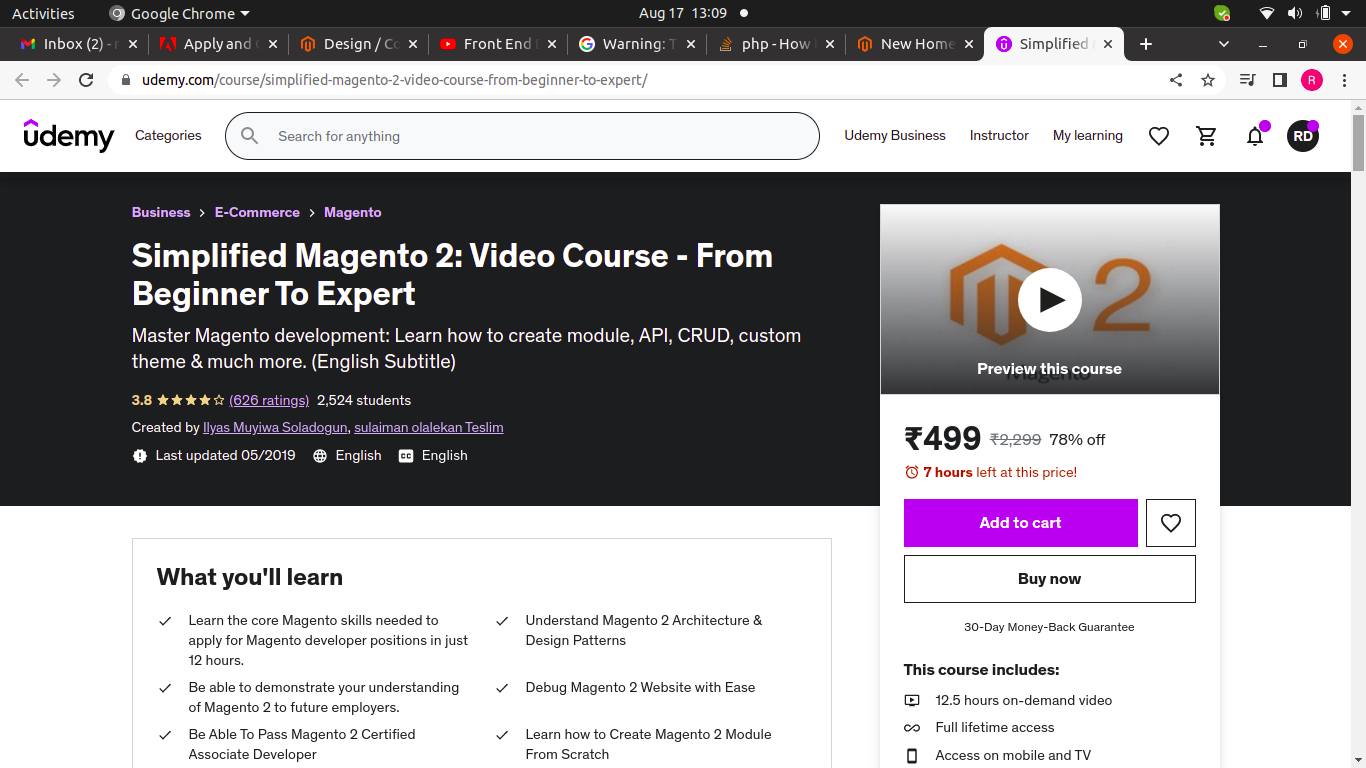 Activities Google Chrome Aug 17 13:09
Inbox (2) - Apply and Design / Co Front End Warning: T php - How New Home Simplified
udemy.com/course/simplified-magento-2-video-course-from-beginner-to-expert/ R
udemy Categories Search for anything Udemy Business Instructor My learning RD
Business > E-Commerce > Magento
Simplified Magento 2: Video Course - From
Beginner To Expert
Master Magento development: Learn how to create module, API, CRUD, custom
theme & much more. (English Subtitle)
3.8 (626 ratings) 2,524 students
Created by Ilyas Muyiwa Soladogun, sulaiman olalekan Teslim
Last updated 05/2019 English CC English
2
Magento
Preview this course
₹499 ₹2,299 78% off
7 hours left at this price!
Add to cart
Buy now
30-Day Money-Back Guarantee
This course includes:
12.5 hours on-demand video
Full lifetime access
Access on mobile and TV
What you'll learn
Learn the core Magento skills needed to
apply for Magento developer positions in just
12 hours.
Understand Magento 2 Architecture &
Design Patterns
Be able to demonstrate your understanding
of Magento 2 to future employers.
Debug Magento 2 Website with Ease
Be Able To Pass Magento 2 Certified
Associate Developer
Learn how to Create Magento 2 Module
From Scratch